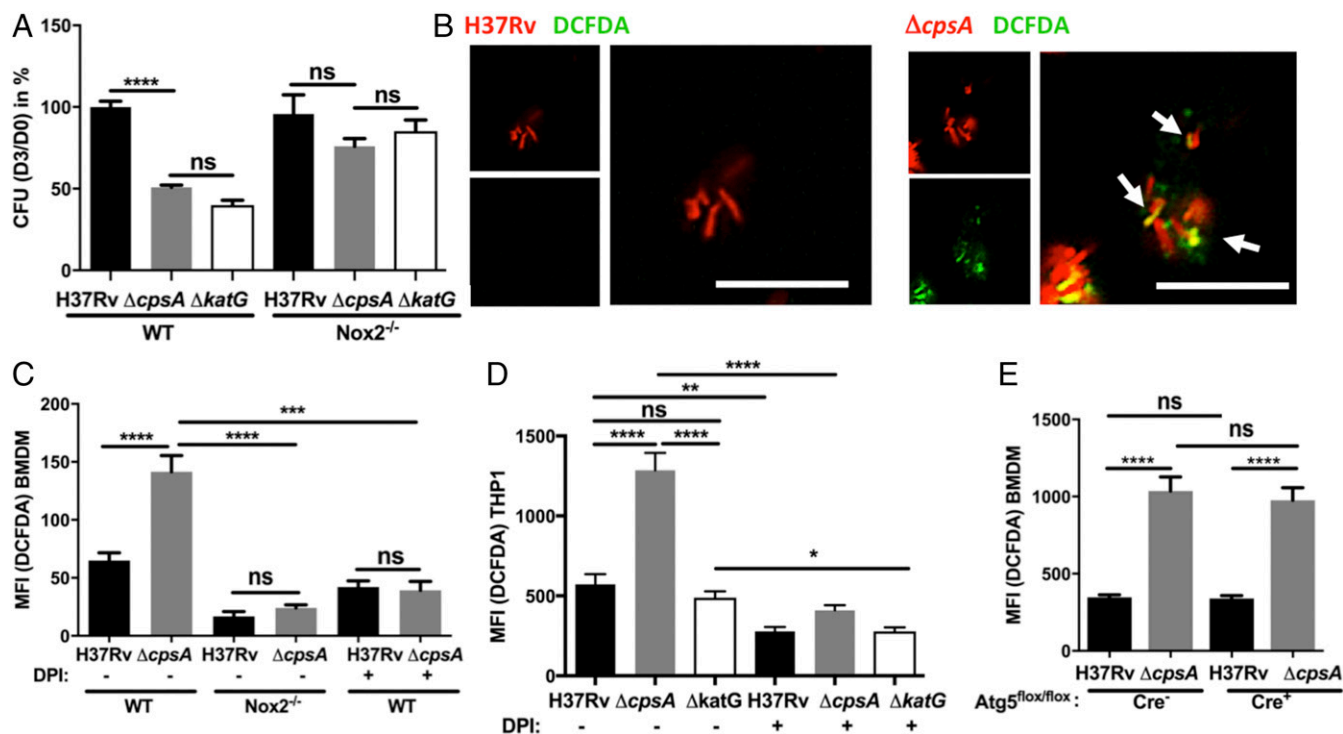 A
CFU (D3/D0) in %
150
100
50
0
****
ns
ns
ns
H37Rv ΔcpsA ΔkatG H37Rv ΔcpsA ΔkatG
WT Nox2-/-
B H37Rv DCFDA
ΔcpsA DCFDA
C
MFI (DCFDA) BMDM
200
150
100
50
0
***
****
****
ns
ns
H37Rv ΔcpsA H37Rv ΔcpsA H37Rv ΔcpsA
DPI: - - - - + +
WT Nox2-/- WT
D
MFI (DCFDA) THP1
1500
1000
500
0
****
**
ns
**** ****
*
H37Rv ΔcpsA ΔkatG H37Rv ΔcpsA ΔkatG
DPI: - - - + + +
E
MFI (DCFDA) BMDM
1500
1000
500
0
ns
ns
**** ****
H37Rv ΔcpsA H37Rv ΔcpsA
Atg5flox/flox : Cre- Cre+